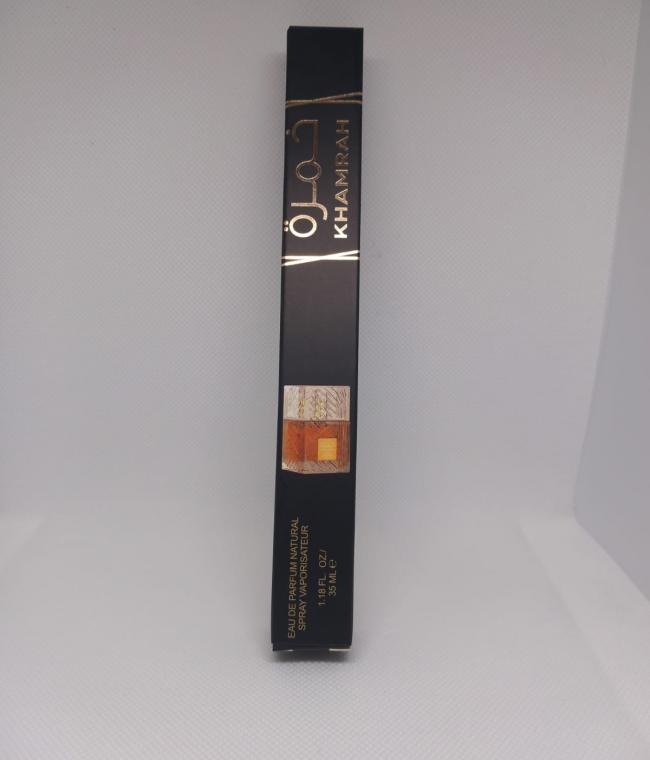 خمرة
KHAMRAH
EAU DE PARFUM NATURAL
SPRAY VAPORISATEUR
1.18 FL. OZ./
35 ML ℮